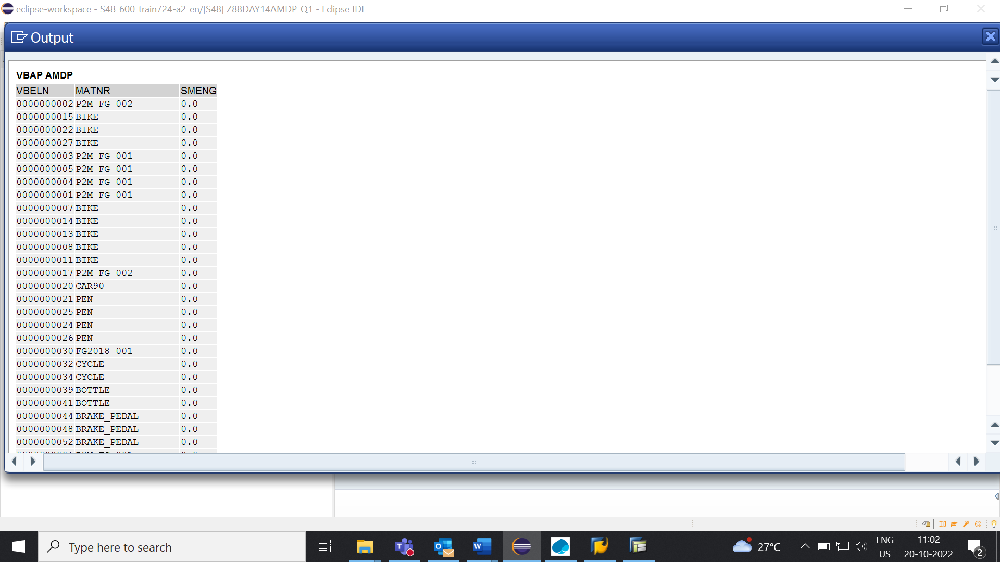 eclipse-workspace - S48_600_train724-a2_en/[S48] Z88DAY14AMDP_Q1 - Eclipse IDE
Output
VBAP AMDP
VBELN MATNR SMENG
0000000002 P2M-FG-002 0.0
0000000015 BIKE 0.0
0000000022 BIKE 0.0
0000000027 BIKE 0.0
0000000003 P2M-FG-001 0.0
0000000005 P2M-FG-001 0.0
0000000004 P2M-FG-001 0.0
0000000001 P2M-FG-001 0.0
0000000007 BIKE 0.0
0000000014 BIKE 0.0
0000000013 BIKE 0.0
0000000008 BIKE 0.0
0000000011 BIKE 0.0
0000000017 P2M-FG-002 0.0
0000000020 CAR90 0.0
0000000021 PEN 0.0
0000000025 PEN 0.0
0000000024 PEN 0.0
0000000026 PEN 0.0
0000000030 FG2018-001 0.0
0000000032 CYCLE 0.0
0000000034 CYCLE 0.0
0000000039 BOTTLE 0.0
0000000041 BOTTLE 0.0
0000000044 BRAKE_PEDAL 0.0
0000000048 BRAKE_PEDAL 0.0
0000000052 BRAKE_PEDAL 0.0
Type here to search
27°C
ENG
US
11:02
20-10-2022
2